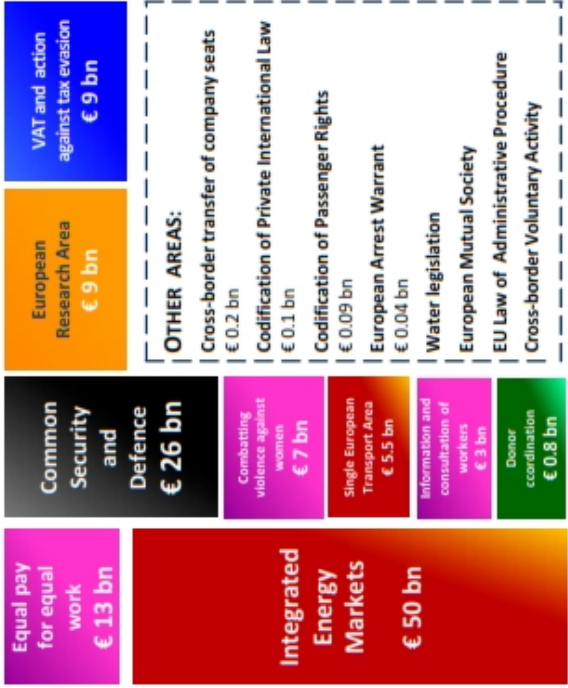 Equal pay
for equal
work
€ 13 bn
Common
Security
and
Defence
€ 26 bn
European
Research Area
€ 9 bn
VAT and action
against tax evasion
€ 9 bn
Integrated
Energy
Markets
€ 50 bn
Combatting
violence against
women
€ 7 bn
Single European
Transport Area
€ 5.5 bn
Information and
consultation of
workers
€ 3 bn
Donor
ccordination
€ 0.8 bn
OTHER AREAS:
Cross-border transfer of company seats
€ 0.2 bn
Codification of Private International Law
€ 0.1 bn
Codification of Passenger Rights
€ 0.09 bn
European Arrest Warrant
€ 0.04 bn
Water legislation
European Mutual Society
EU Law of Administrative Procedure
Cross-border Voluntary Activity